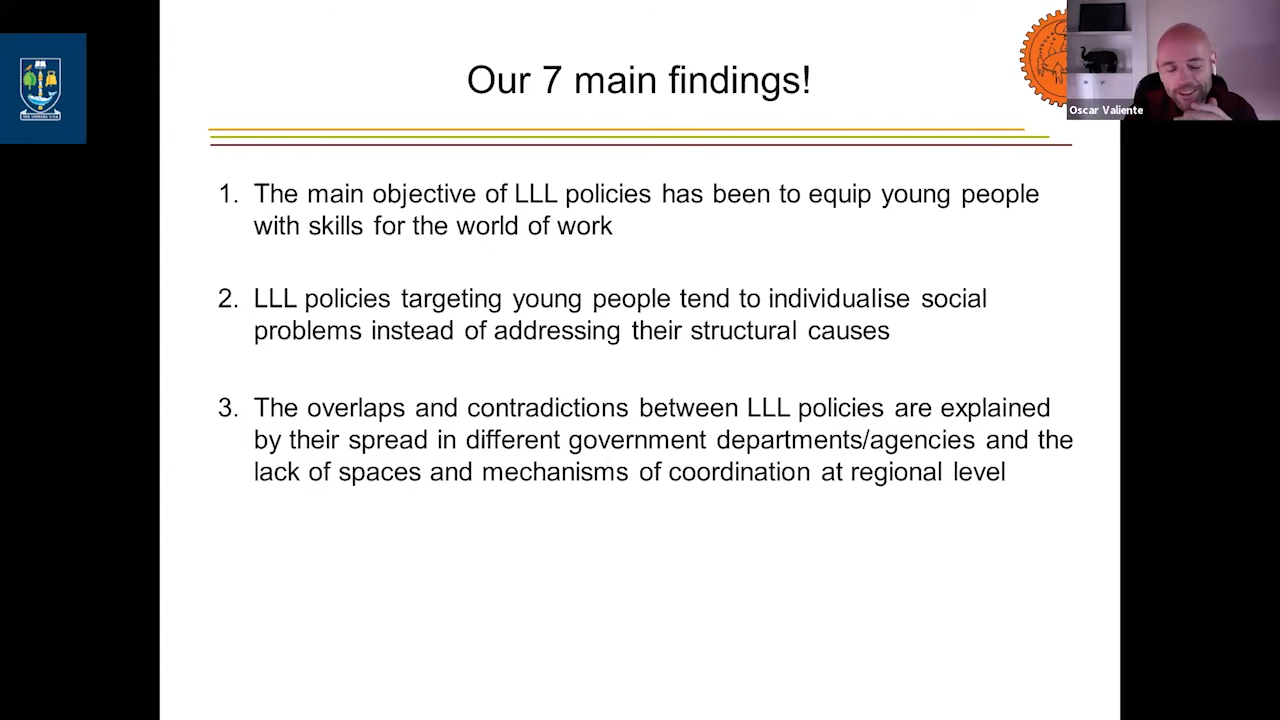 Our 7 main findings!
Oscar Valiente
1. The main objective of LLL policies has been to equip young people
with skills for the world of work
2. LLL policies targeting young people tend to individualise social
problems instead of addressing their structural causes
3. The overlaps and contradictions between LLL policies are explained
by their spread in different government departments/agencies and the
lack of spaces and mechanisms of coordination at regional level